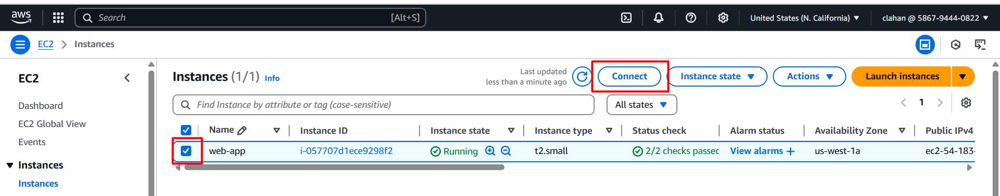 aws Search [Alt+S] United States (N. California) clahan @ 5867-9444-0822
EC2 Instances
EC2
Dashboard
EC2 Global View
Events
Instances
Instances
Instances (1/1) Info
Last updated
less than a minute ago
Connect Instance state Actions Launch instances
Find Instance by attribute or tag (case-sensitive) All states 1
Name Instance ID Instance state Instance type Status check Alarm status Availability Zone Public IPv4
web-app i-057707d1ece9298f2 Running t2.small 2/2 checks passec View alarms + us-west-1a ec2-54-183-